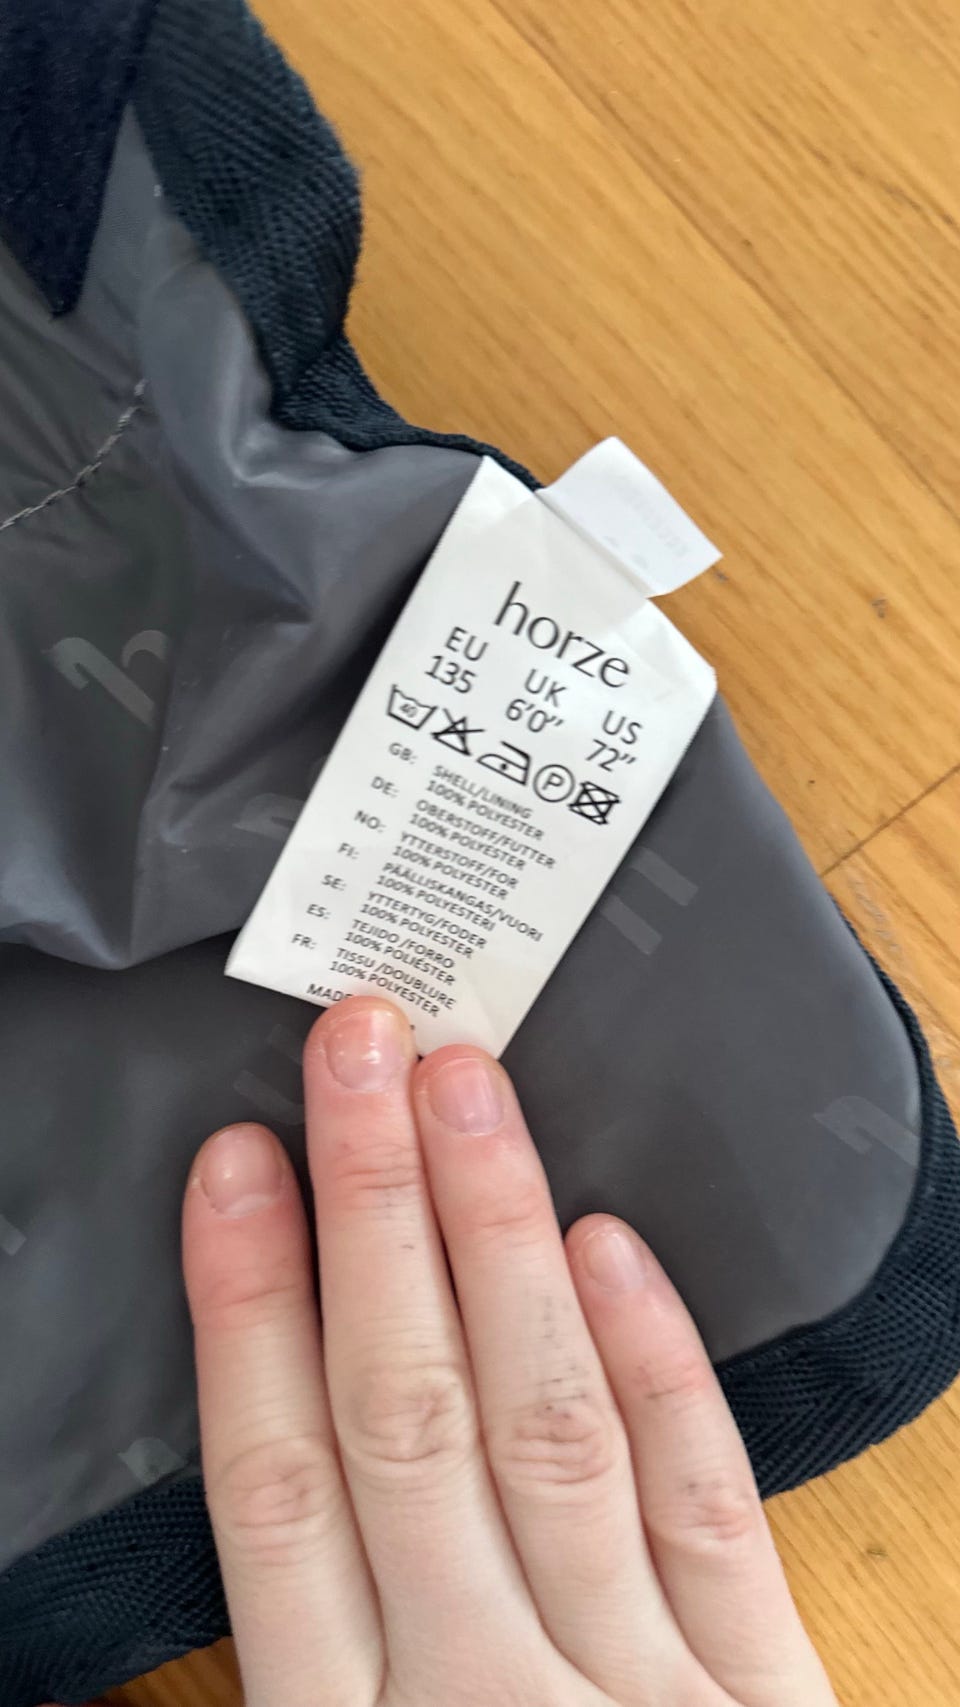 horze
EU UK US
135 6'0" 72"
40 P
GB: SHELL/LINING
100% POLYESTER
DE: OBERSTOFF/FUTTER
100% POLYESTER
NO: YTTERSTOFF/FOR
100% POLYESTER
FI: PÄÄLLISKANGAS/VUORI
100% POLYESTERI
SE: YTTERTYG/FODER
100% POLYESTER
ES: TEJIDO /FORRO
100% POLIÉSTER
FR: TISSU /DOUBLURE
100% POLYESTER
MADE